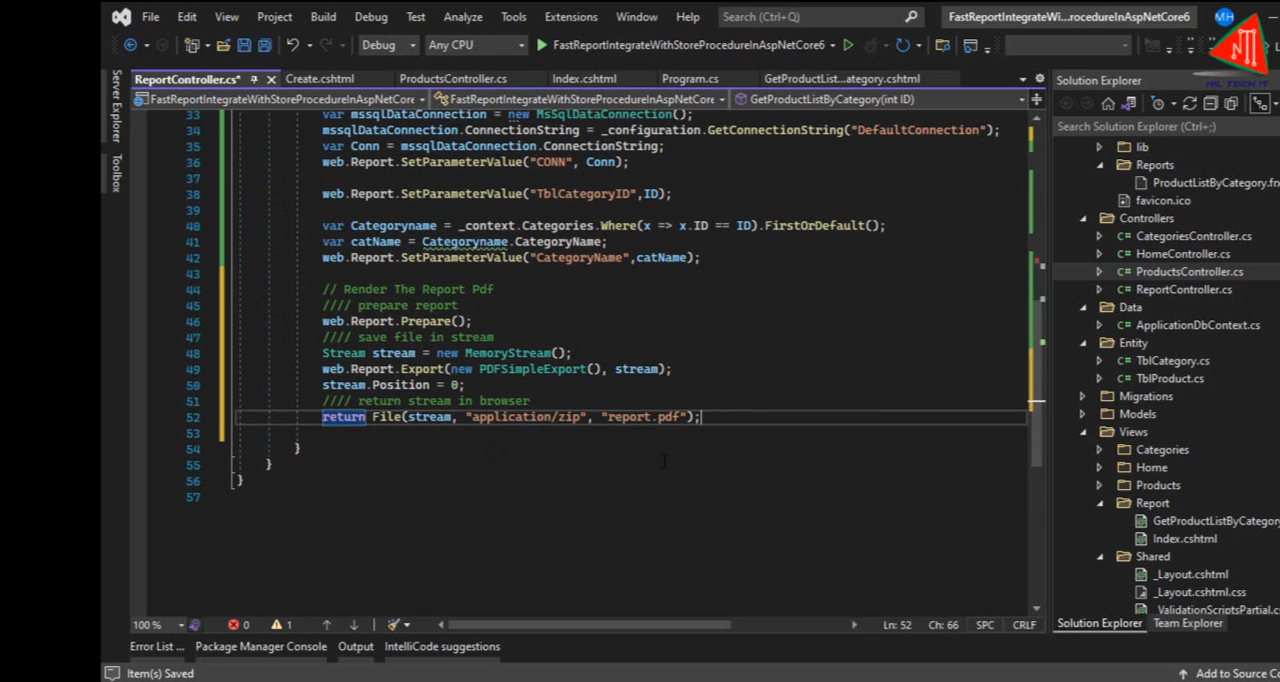 File Edit View Project Build Debug Test Analyze Tools Extensions Window Help Search (Ctrl+Q) FastReportIntegrateWi...rocedureInAspNetCore6 MH
Debug Any CPU FastReportIntegrateWithStoreProcedureInAspNetCore6
ML TECH IT
ReportController.cs* Create.cshtml ProductsController.cs Index.cshtml Program.cs GetProductList...ategory.cshtml
FastReportIntegrateWithStoreProcedureInAspNetCore FastReportIntegrateWithStoreProcedureInAspNetCore GetProductListByCategory(int ID)
Server Explorer
Toolbox
33 var mssqlDataConnection = new MsSqlDataConnection();
34 mssqlDataConnection.ConnectionString = _configuration.GetConnectionString("DefaultConnection");
35 var Conn = mssqlDataConnection.ConnectionString;
36 web.Report.SetParameterValue("CONN", Conn);
37
38 web.Report.SetParameterValue("TblCategoryID",ID);
39
40 var Categoryname = _context.Categories.Where(x => x.ID == ID).FirstOrDefault();
41 var catName = Categoryname.CategoryName;
42 web.Report.SetParameterValue("CategoryName",catName);
43
44 // Render The Report Pdf
45 //// prepare report
46 web.Report.Prepare();
47 //// save file in stream
48 Stream stream = new MemoryStream();
49 web.Report.Export(new PDFSimpleExport(), stream);
50 stream.Position = 0;
51 //// return stream in browser
52 return File(stream, "application/zip", "report.pdf");
53
54 }
55 }
56 }
57
100 % 0 1 Ln: 52 Ch: 66 SPC CRLF
Error List ... Package Manager Console Output IntelliCode suggestions
Item(s) Saved
Solution Explorer
Search Solution Explorer (Ctrl+;)
lib
Reports
ProductListByCategory.fr
favicon.ico
Controllers
C# CategoriesController.cs
C# HomeController.cs
C# ProductsController.cs
C# ReportController.cs
Data
C# ApplicationDbContext.cs
Entity
C# TblCategory.cs
C# TblProduct.cs
Migrations
Models
Views
Categories
Home
Products
Report
GetProductListByCategory
Index.cshtml
Shared
_Layout.cshtml
_Layout.cshtml.css
_ValidationScriptsPartial.
Solution Explorer Team Explorer
Add to Source Co